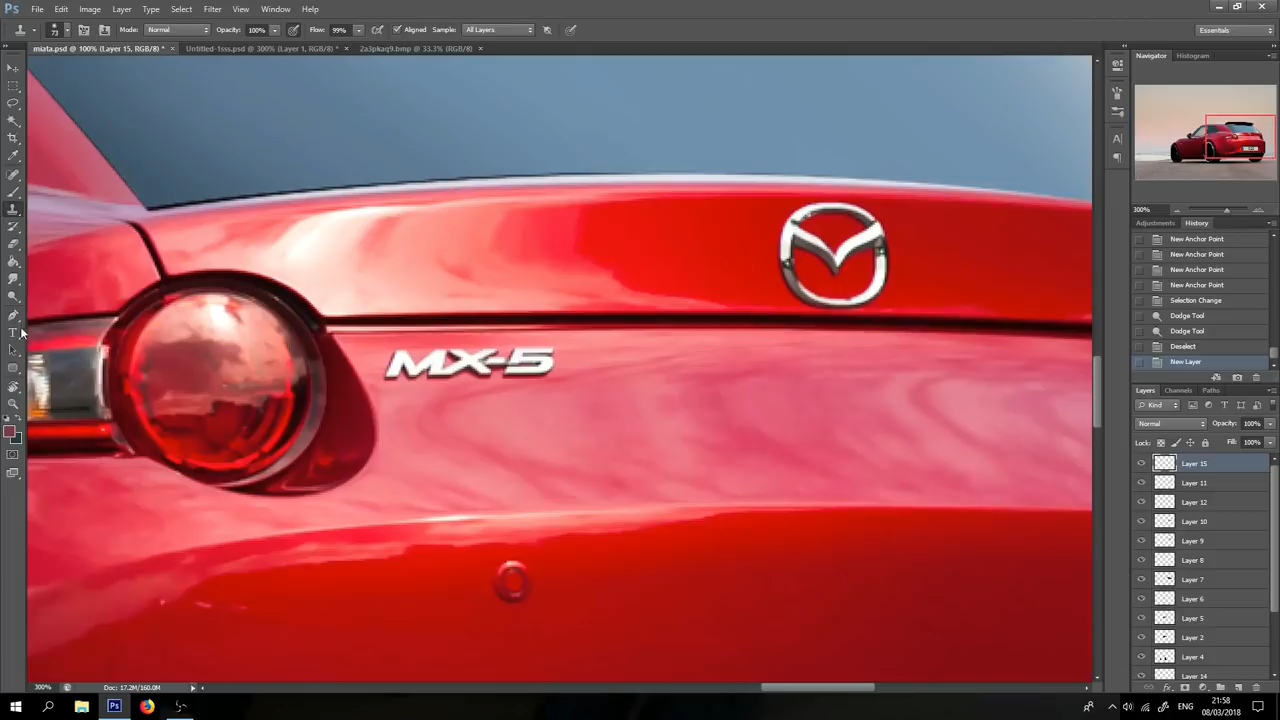 Ps File Edit Image Layer Type Select Filter View Window Help
73 Mode: Normal Opacity: 100% Flow: 99% Aligned Sample: All Layers Essentials
miata.psd @ 100% (Layer 15, RGB/8) * × Untitled-1sss.psd @ 300% (Layer 1, RGB/8) * × 2a3pkaq9.bmp @ 33.3% (RGB/8) ×
Navigator Histogram
300%
Adjustments History
New Anchor Point
New Anchor Point
New Anchor Point
New Anchor Point
Selection Change
Dodge Tool
Dodge Tool
Deselect
New Layer
MX-5
Layers Channels Paths
Kind
Normal Opacity: 100%
Lock: Fill: 100%
Layer 15
Layer 11
Layer 12
Layer 10
Layer 9
Layer 8
Layer 7
Layer 6
Layer 5
Layer 2
Layer 4
Layer 14
300% Doc: 17.2M/160.0M
Ps ENG 21:58
08/03/2018